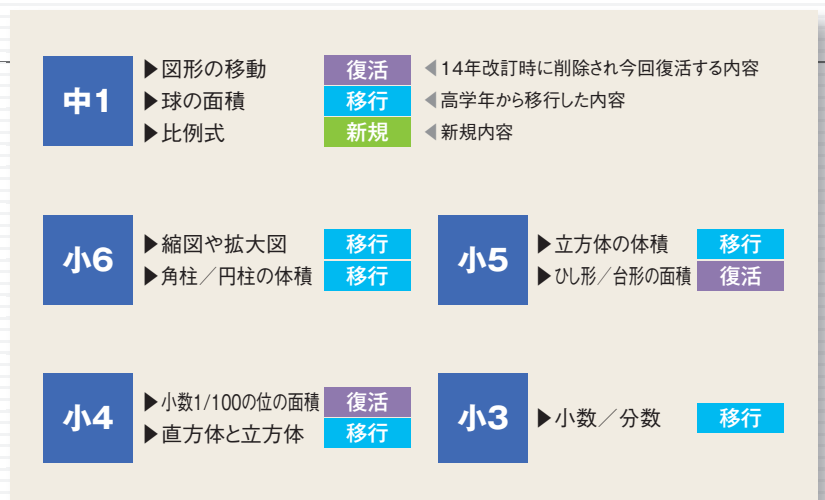 中1
▶図形の移動 復活 ◀14年改訂時に削除され今回復活する内容
▶球の面積 移行 ◀高学年から移行した内容
▶比例式 新規 ◀新規内容
小6
▶縮図や拡大図 移行
▶角柱／円柱の体積 移行
小5
▶立方体の体積 移行
▶ひし形／台形の面積 復活
小4
▶小数1/100の位の面積 復活
▶直方体と立方体 移行
小3
▶小数／分数 移行